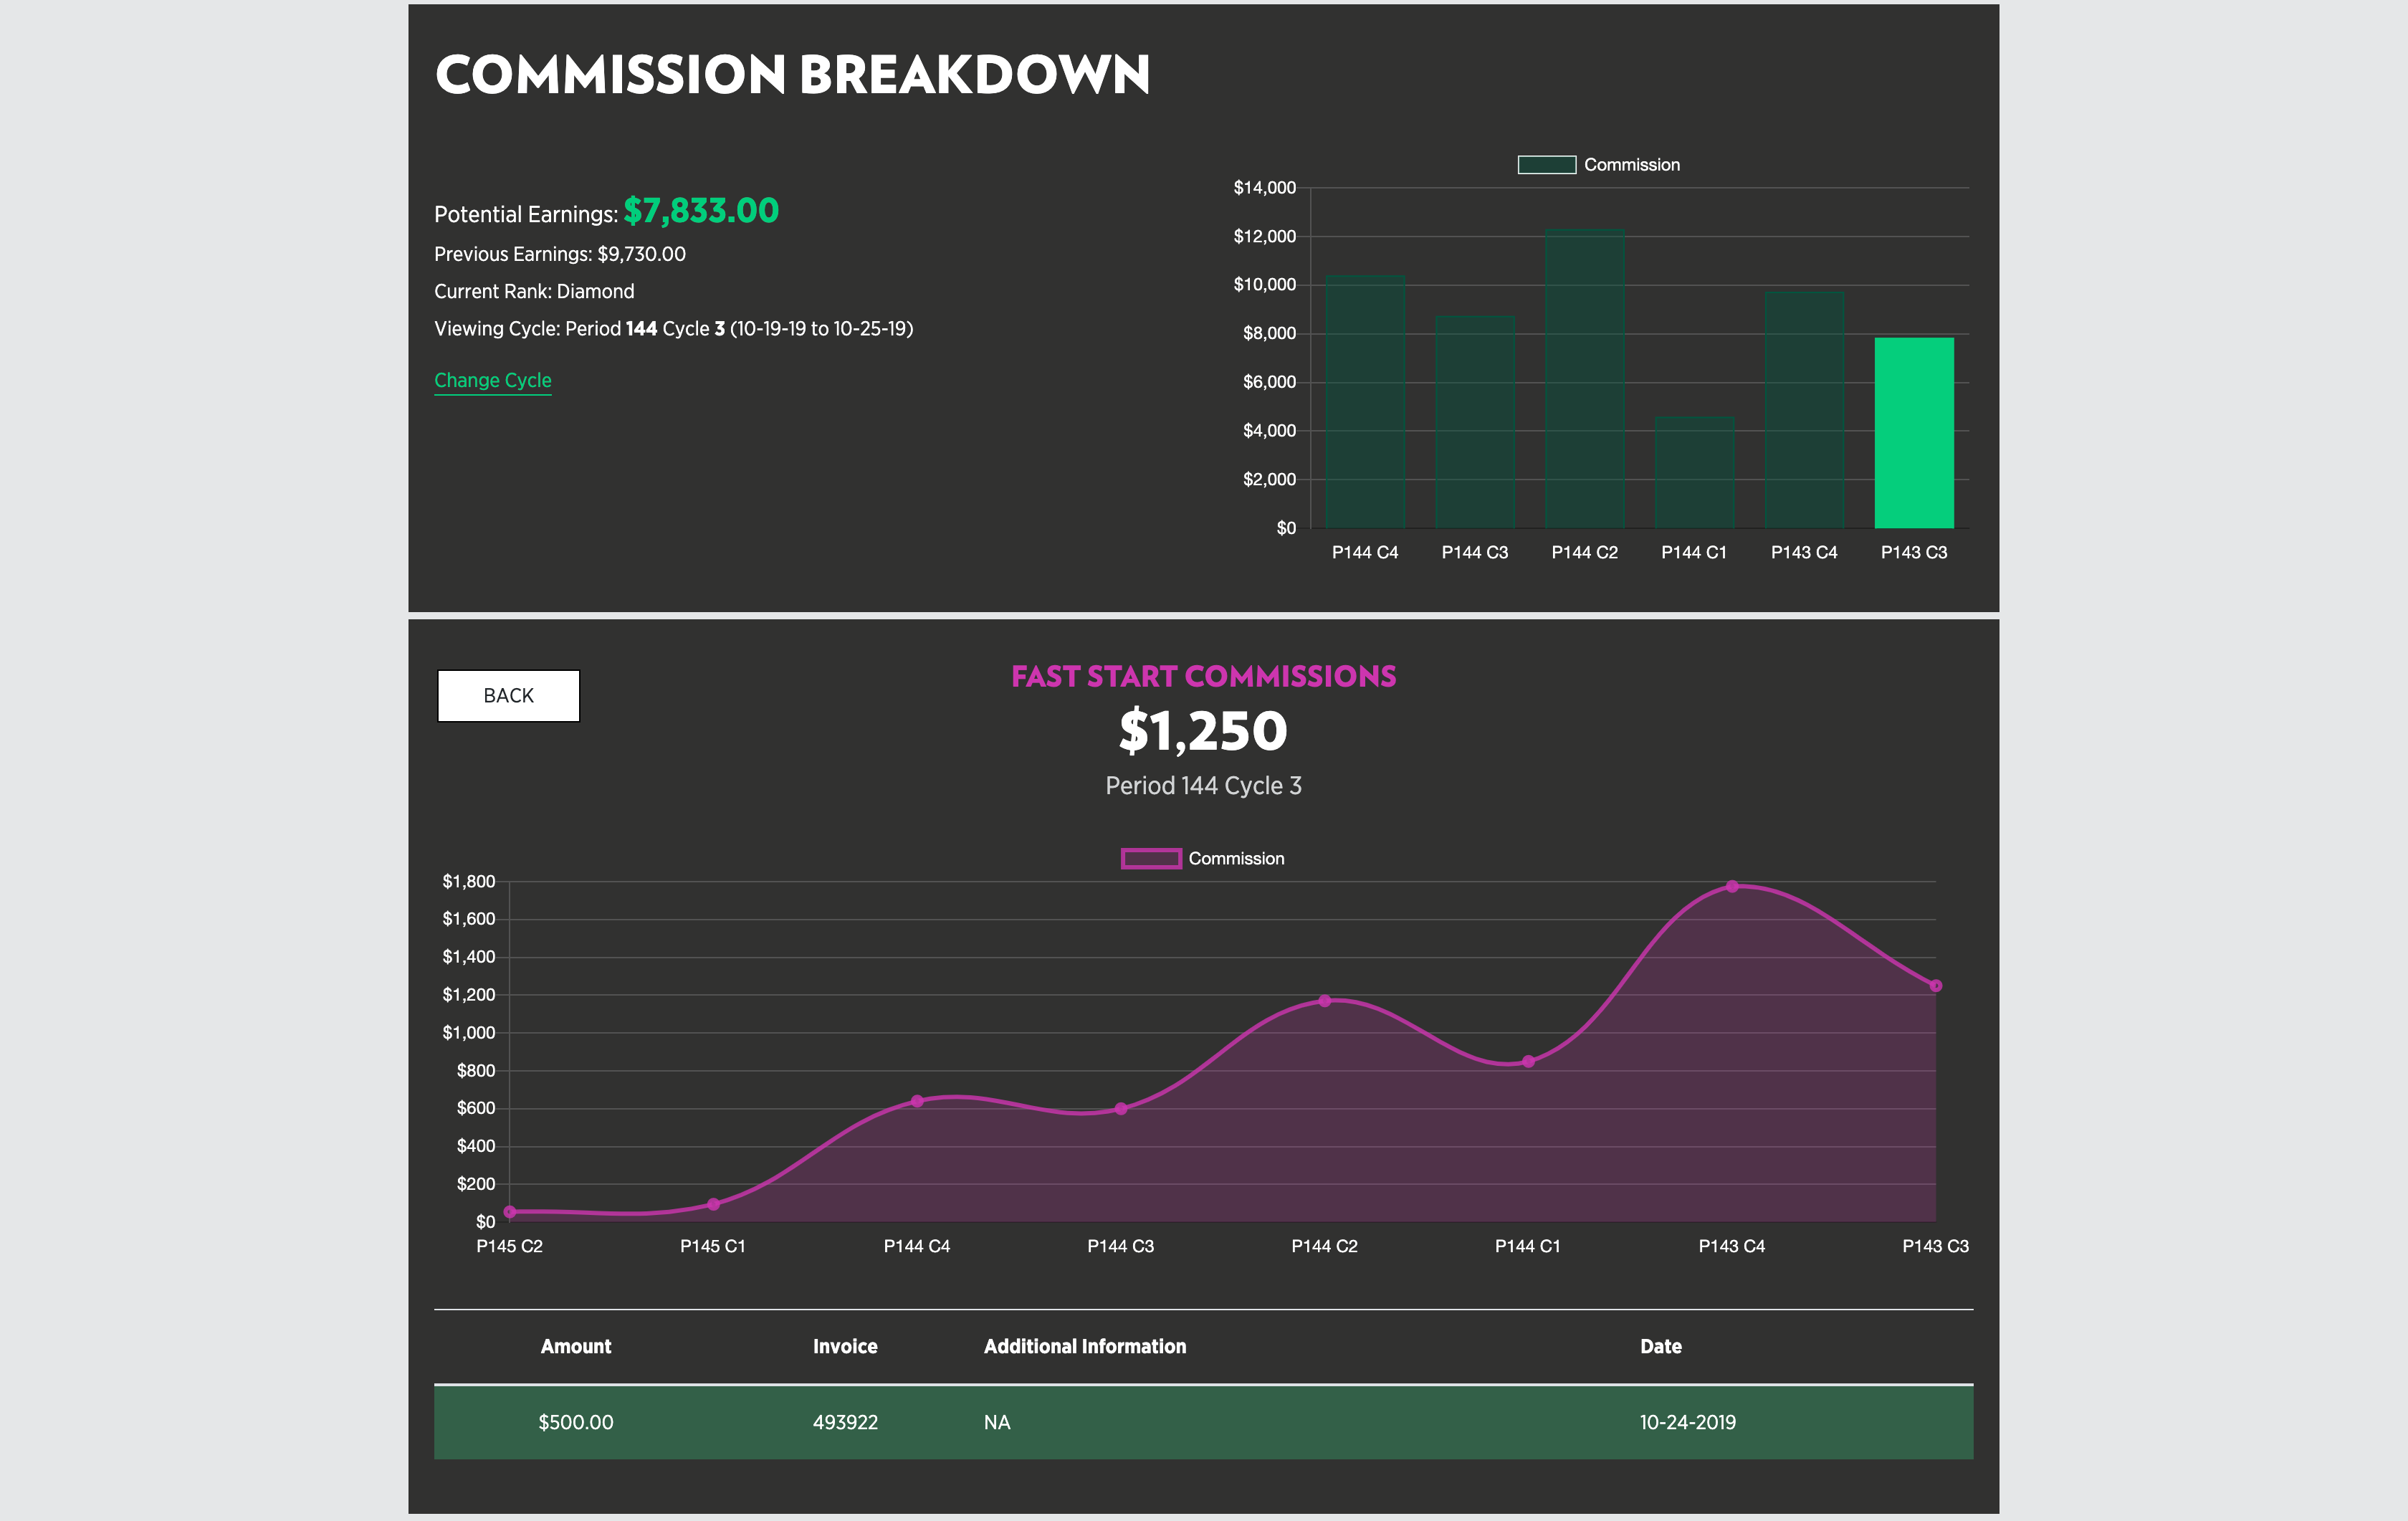 COMMISSION BREAKDOWN
Potential Earnings: $7,833.00
Previous Earnings: $9,730.00
Current Rank: Diamond
Viewing Cycle: Period 144 Cycle 3 (10-19-19 to 10-25-19)
Change Cycle
Commission
$14,000
$12,000
$10,000
$8,000
$6,000
$4,000
$2,000
$0
P144 C4 P144 C3 P144 C2 P144 C1 P143 C4 P143 C3
BACK
FAST START COMMISSIONS
$1,250
Period 144 Cycle 3
Commission
$1,800
$1,600
$1,400
$1,200
$1,000
$800
$600
$400
$200
$0
P145 C2 P145 C1 P144 C4 P144 C3 P144 C2 P144 C1 P143 C4 P143 C3
Amount Invoice Additional Information Date
$500.00 493922 NA 10-24-2019